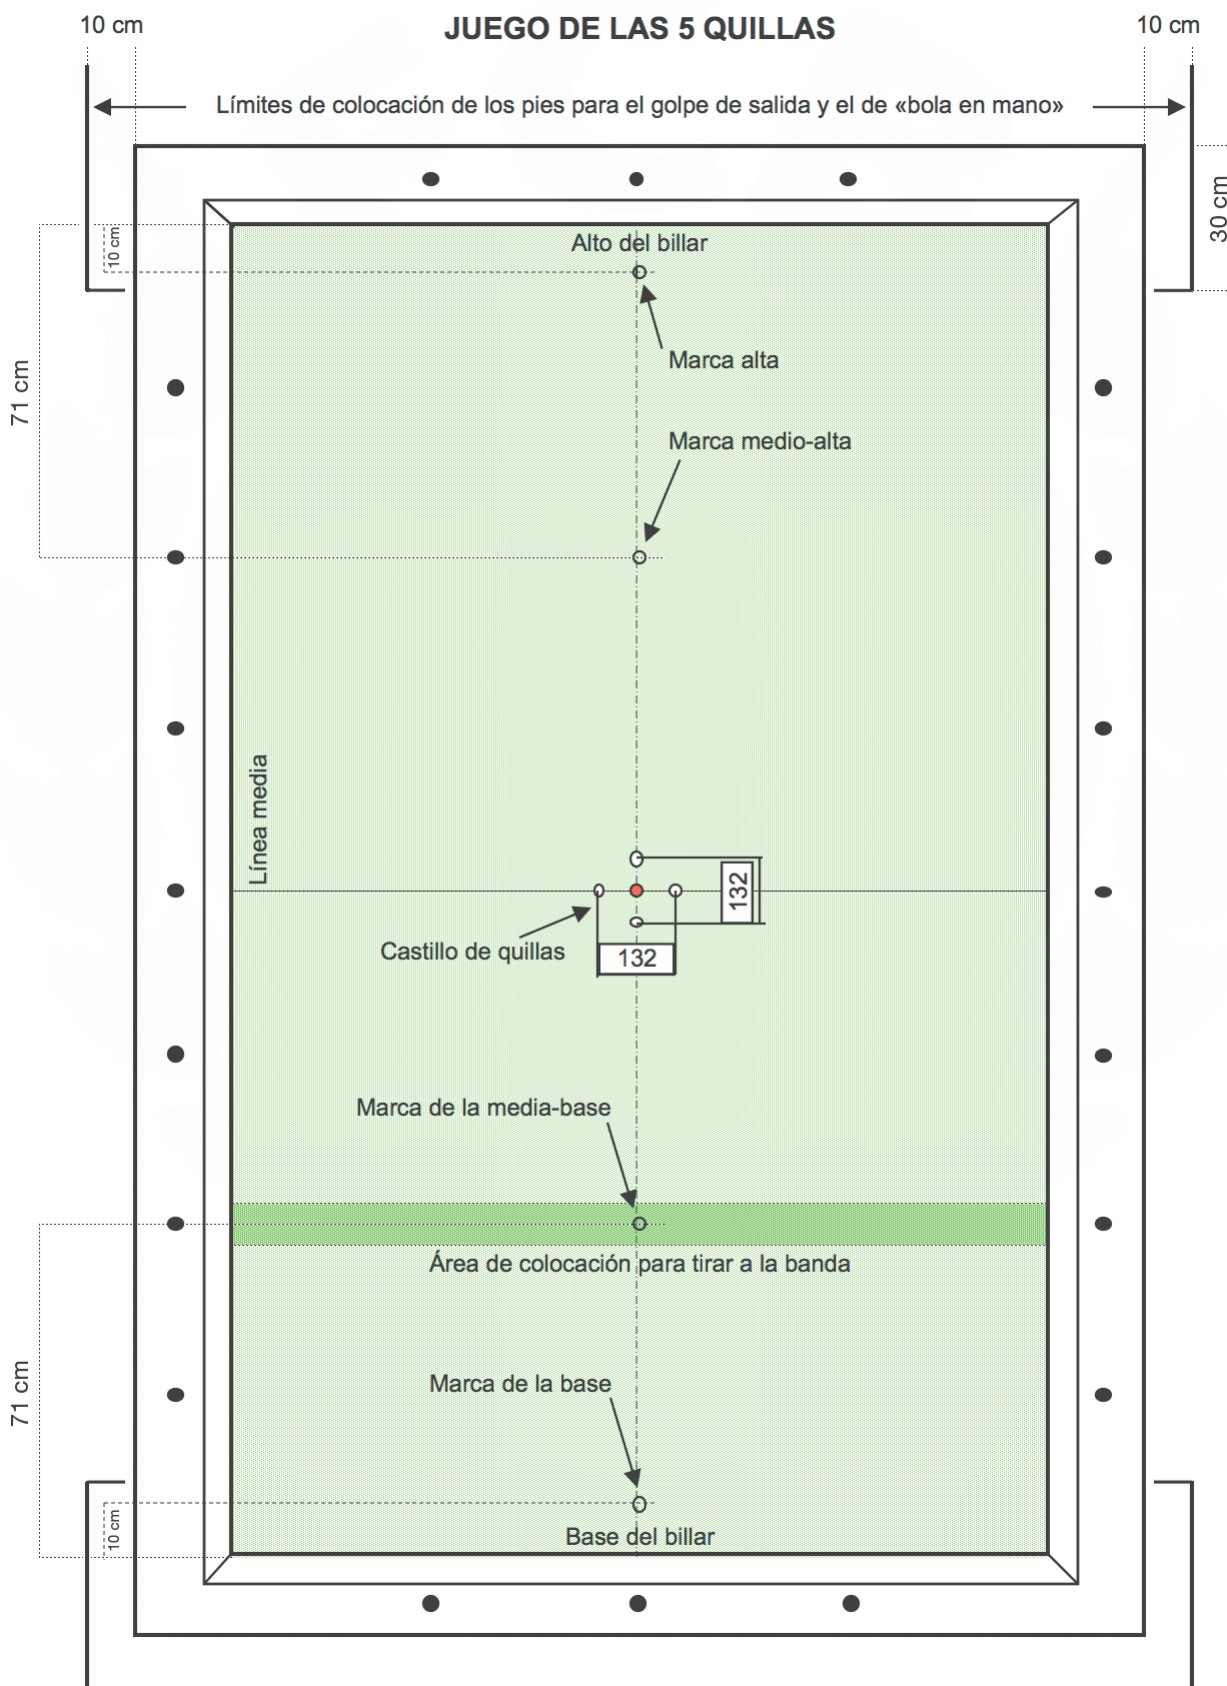 JUEGO DE LAS 5 QUILLAS
10 cm
10 cm
Límites de colocación de los pies para el golpe de salida y el de «bola en mano»
30 cm
Alto del billar
10 cm
Marca alta
71 cm
Marca medio-alta
Línea media
132
Castillo de quillas
132
Marca de la media-base
Área de colocación para tirar a la banda
71 cm
Marca de la base
10 cm
Base del billar